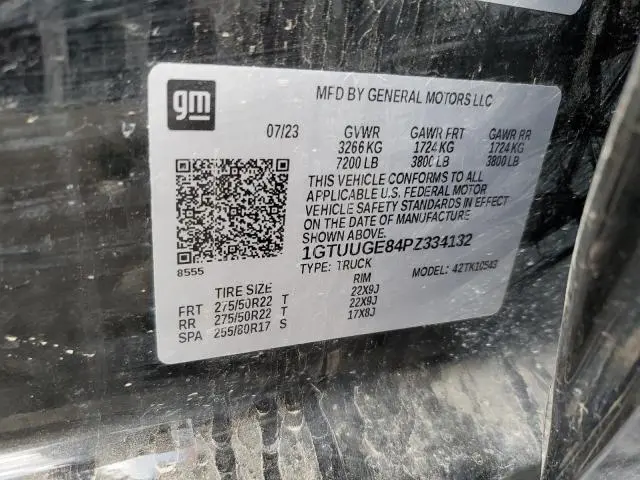 gm
MFD BY GENERAL MOTORS LLC
07/23 GVWR GAWR FRT GAWR RR
3266 KG 1724 KG 1724 KG
7200 LB 3800 LB 3800 LB
THIS VEHICLE CONFORMS TO ALL
APPLICABLE U.S. FEDERAL MOTOR
VEHICLE SAFETY STANDARDS IN EFFECT
ON THE DATE OF MANUFACTURE
SHOWN ABOVE.
1GTUUGE84PZ334132
8555
TYPE: TRUCK MODEL: 42TK10543
TIRE SIZE RIM
FRT 275/50R22 T 22X9J
RR 275/50R22 T 22X9J
SPA 255/80R17 S 17X8J